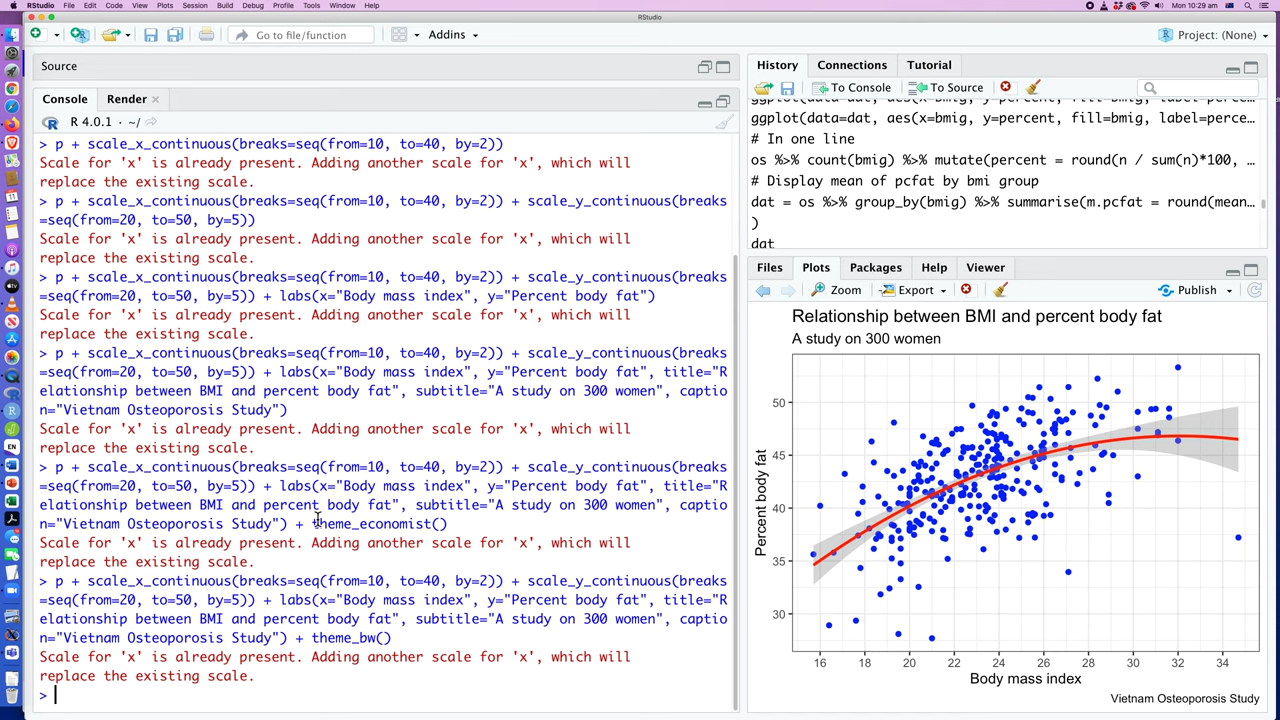 RStudio File Edit Code View Plots Session Build Debug Profile Tools Window Help Mon 10:29 am
RStudio
Go to file/function Addins Project: (None)
Source
Console Render
R 4.0.1 · ~/
> p + scale_x_continuous(breaks=seq(from=10, to=40, by=2))
Scale for 'x' is already present. Adding another scale for 'x', which will
replace the existing scale.
> p + scale_x_continuous(breaks=seq(from=10, to=40, by=2)) + scale_y_continuous(breaks
=seq(from=20, to=50, by=5))
Scale for 'x' is already present. Adding another scale for 'x', which will
replace the existing scale.
> p + scale_x_continuous(breaks=seq(from=10, to=40, by=2)) + scale_y_continuous(breaks
=seq(from=20, to=50, by=5)) + labs(x="Body mass index", y="Percent body fat")
Scale for 'x' is already present. Adding another scale for 'x', which will
replace the existing scale.
> p + scale_x_continuous(breaks=seq(from=10, to=40, by=2)) + scale_y_continuous(breaks
=seq(from=20, to=50, by=5)) + labs(x="Body mass index", y="Percent body fat", title="R
elationship between BMI and percent body fat", subtitle="A study on 300 women", captio
n="Vietnam Osteoporosis Study")
Scale for 'x' is already present. Adding another scale for 'x', which will
replace the existing scale.
> p + scale_x_continuous(breaks=seq(from=10, to=40, by=2)) + scale_y_continuous(breaks
=seq(from=20, to=50, by=5)) + labs(x="Body mass index", y="Percent body fat", title="R
elationship between BMI and percent body fat", subtitle="A study on 300 women", captio
n="Vietnam Osteoporosis Study") + theme_economist()
Scale for 'x' is already present. Adding another scale for 'x', which will
replace the existing scale.
> p + scale_x_continuous(breaks=seq(from=10, to=40, by=2)) + scale_y_continuous(breaks
=seq(from=20, to=50, by=5)) + labs(x="Body mass index", y="Percent body fat", title="R
elationship between BMI and percent body fat", subtitle="A study on 300 women", captio
n="Vietnam Osteoporosis Study") + theme_bw()
Scale for 'x' is already present. Adding another scale for 'x', which will
replace the existing scale.
>
History Connections Tutorial
To Console To Source
ggplot(data=dat, aes(x=bmig, y=percent, fill=bmig, label=perce...
ggplot(data=dat, aes(x=bmig, y=percent, fill=bmig, label=perce...
# In one line
os %>% count(bmig) %>% mutate(percent = round(n / sum(n)*100, ...
# Display mean of pcfat by bmi group
dat = os %>% group_by(bmig) %>% summarise(m.pcfat = round(mean...
)
dat
Files Plots Packages Help Viewer
Zoom Export Publish
Relationship between BMI and percent body fat
A study on 300 women
Percent body fat
50
45
40
35
30
16 18 20 22 24 26 28 30 32 34
Body mass index
Vietnam Osteoporosis Study